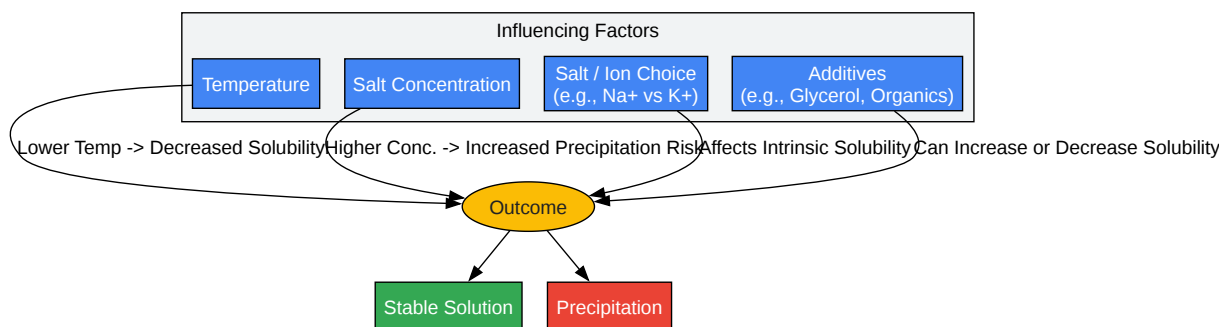 Influencing Factors
Temperature
Salt Concentration
Salt / Ion Choice
(e.g., Na+ vs K+)
Additives
(e.g., Glycerol, Organics)
Lower Temp -> Decreased Solubility
Higher Conc. -> Increased Precipitation Risk
Affects Intrinsic Solubility
Can Increase or Decrease Solubility
Outcome
Stable Solution
Precipitation